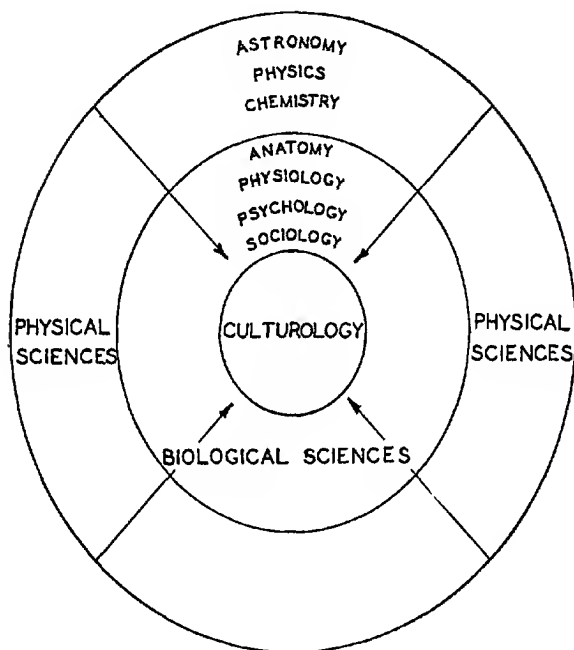 ASTRONOMY
PHYSICS
CHEMISTRY
ANATOMY
PHYSIOLOGY
PSYCHOLOGY
SOCIOLOGY
PHYSICAL
SCIENCES
CULTUROLOGY
PHYSICAL
SCIENCES
BIOLOGICAL SCIENCES